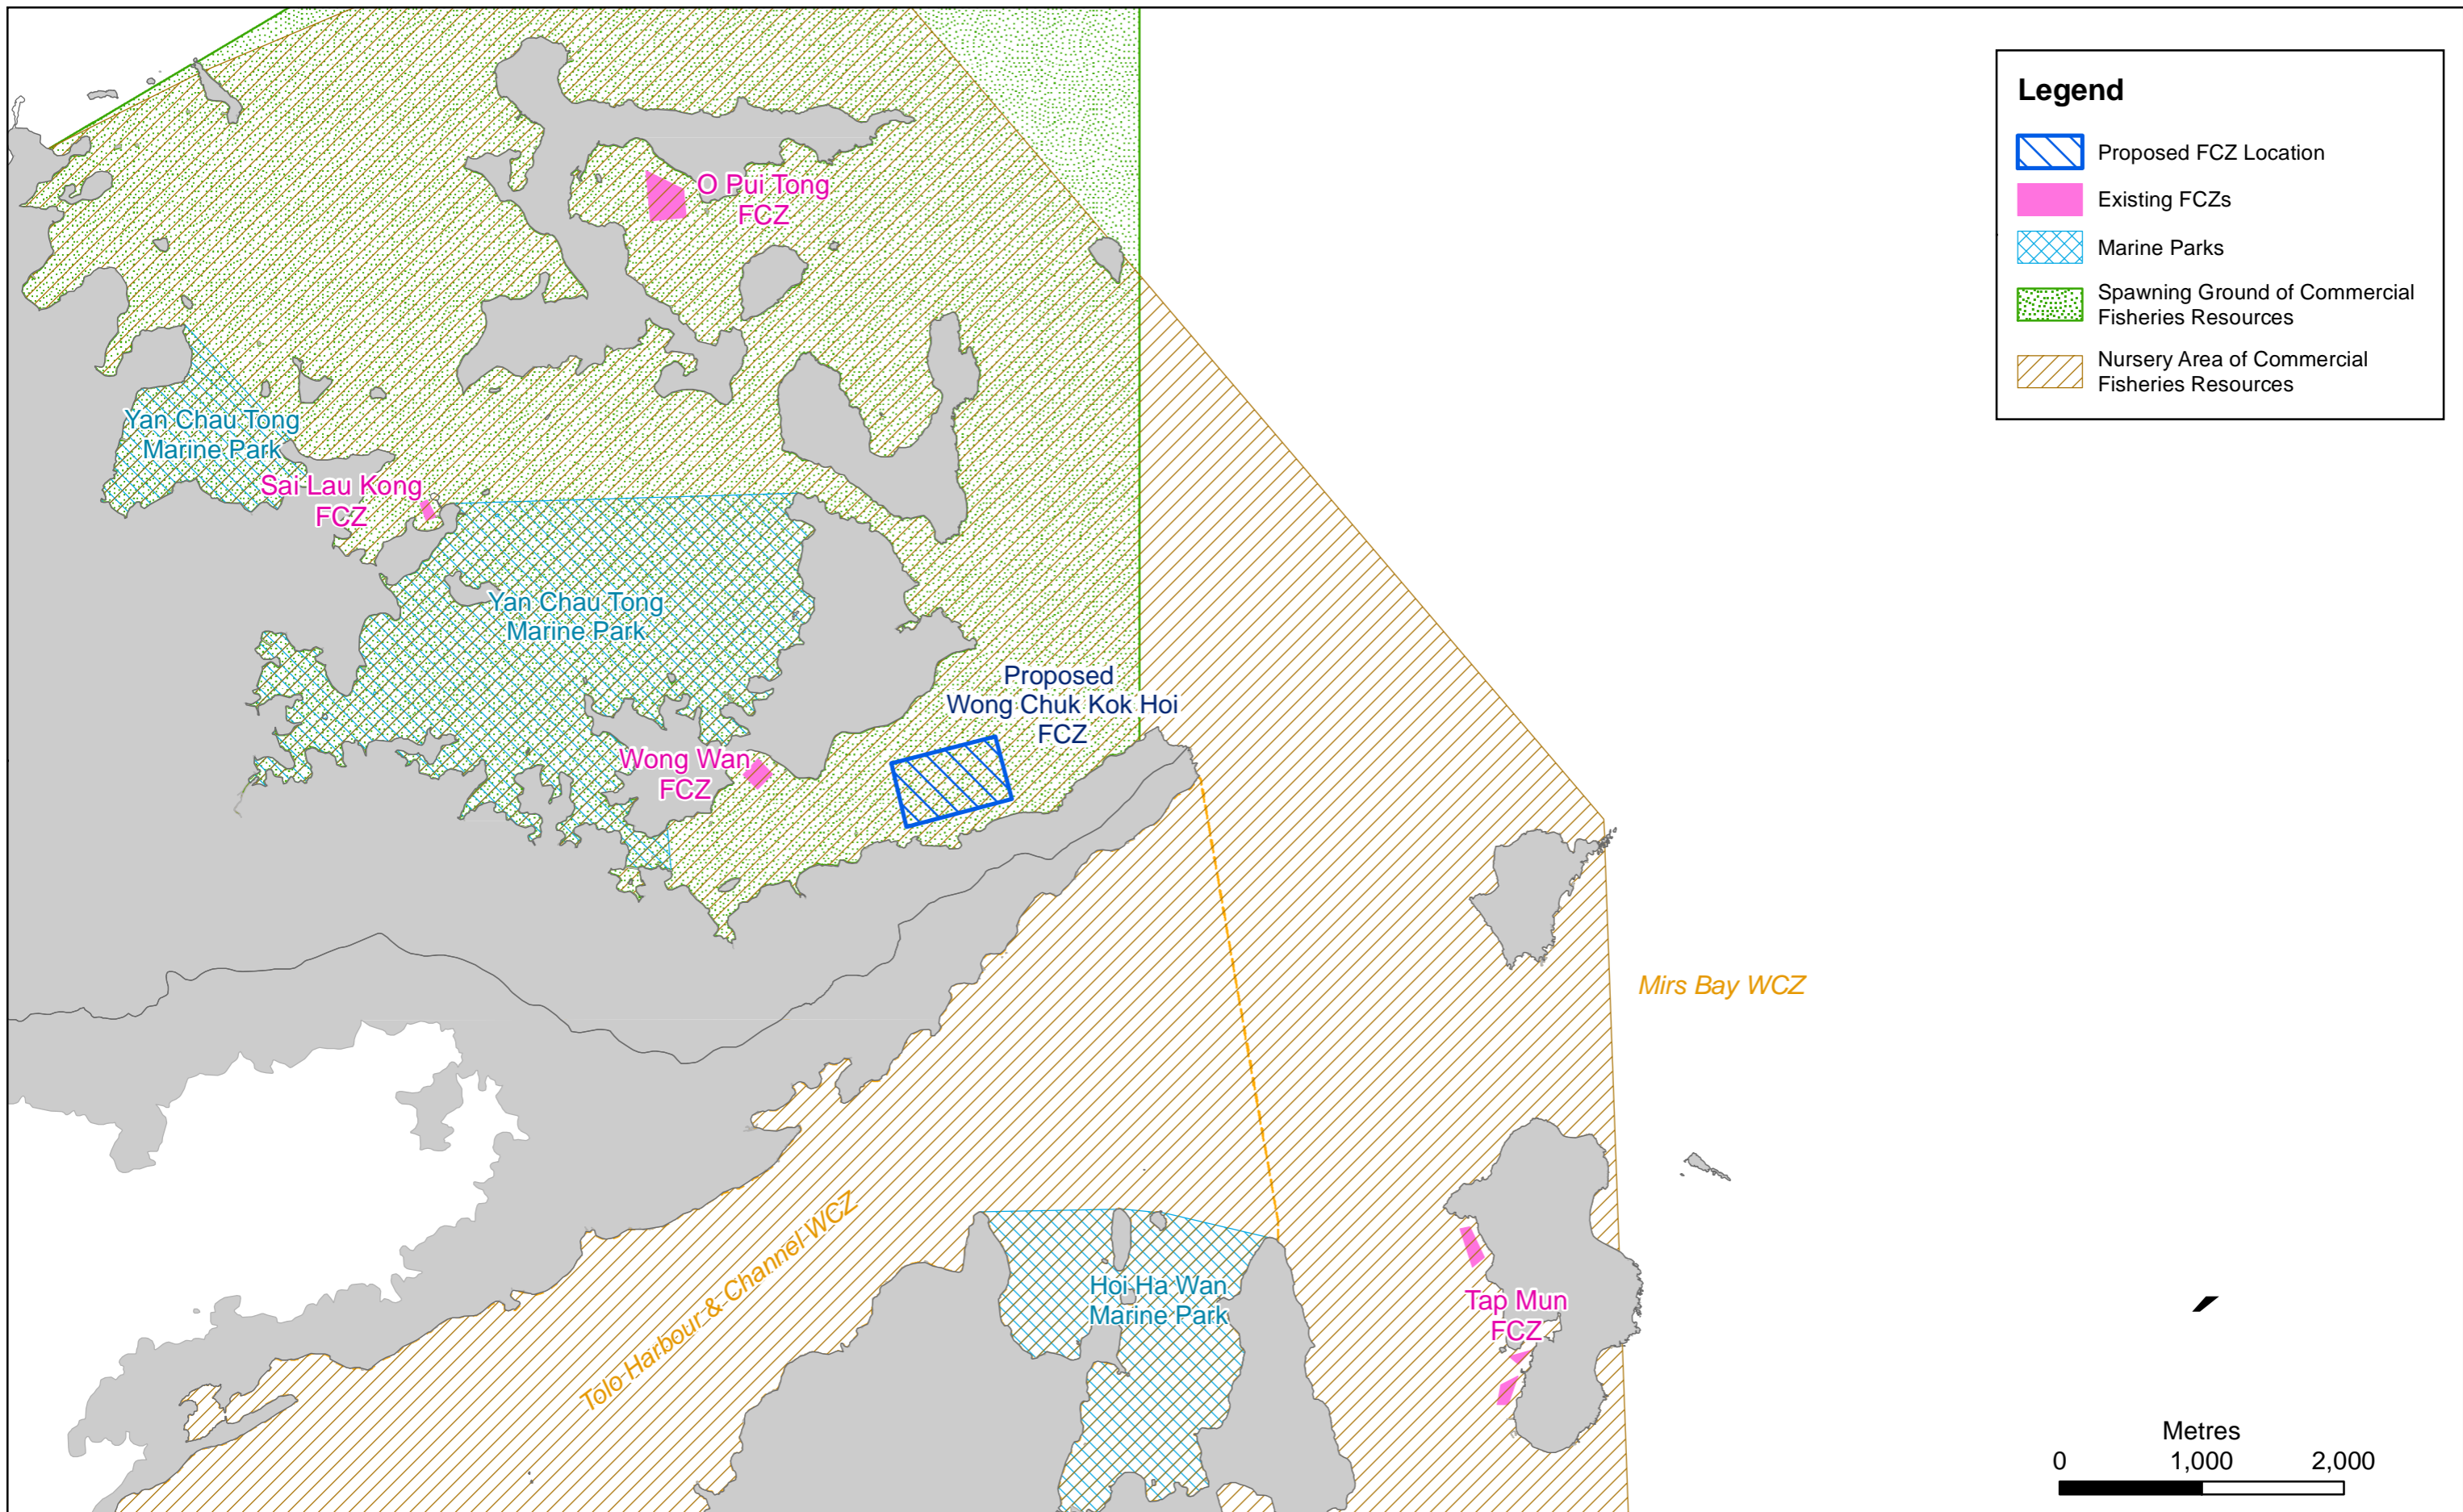 Legend
Proposed FCZ Location
Existing FCZs
Marine Parks
Spawning Ground of Commercial
Fisheries Resources
Nursery Area of Commercial
Fisheries Resources
O Pui Tong
FCZ
Yan Chau Tong
Marine Park
Sai Lau Kong
FCZ
Yan Chau Tong
Marine Park
Proposed
Wong Chuk Kok Hoi
FCZ
Wong Wan
FCZ
Mirs Bay WCZ
Tolo Harbour & Channel WCZ
Hoi Ha Wan
Marine Park
Tap Mun
FCZ
Metres
0 1,000 2,000